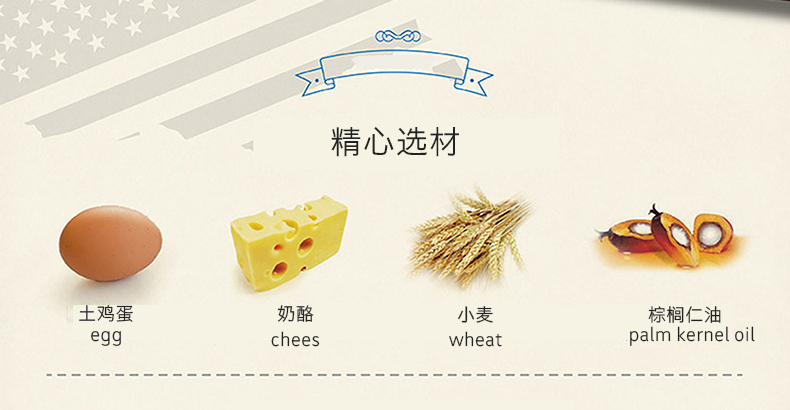 精心选材
土鸡蛋
egg
奶酪
chees
小麦
wheat
棕榈仁油
palm kernel oil